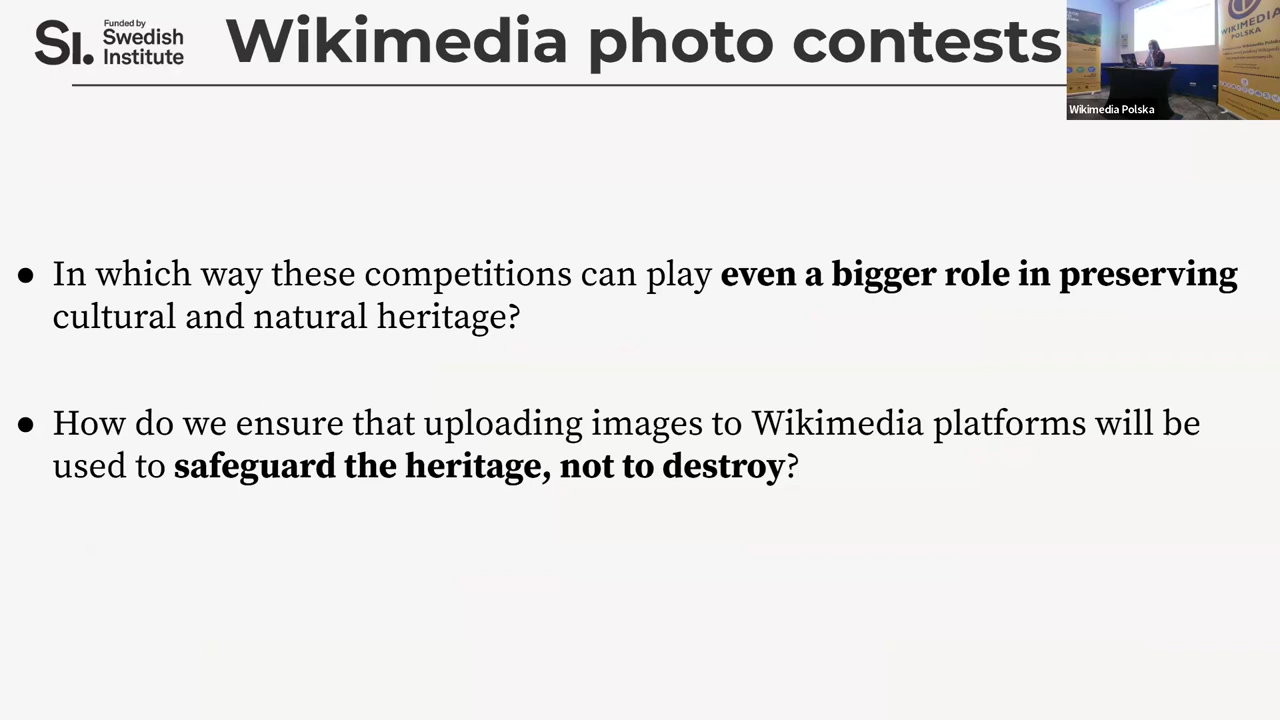 Funded by
SI. Swedish
Institute
Wikimedia photo contests
WIKIMEDIA
POLSKA
Wikimedia Polska
● In which way these competitions can play even a bigger role in preserving
cultural and natural heritage?
● How do we ensure that uploading images to Wikimedia platforms will be
used to safeguard the heritage, not to destroy?